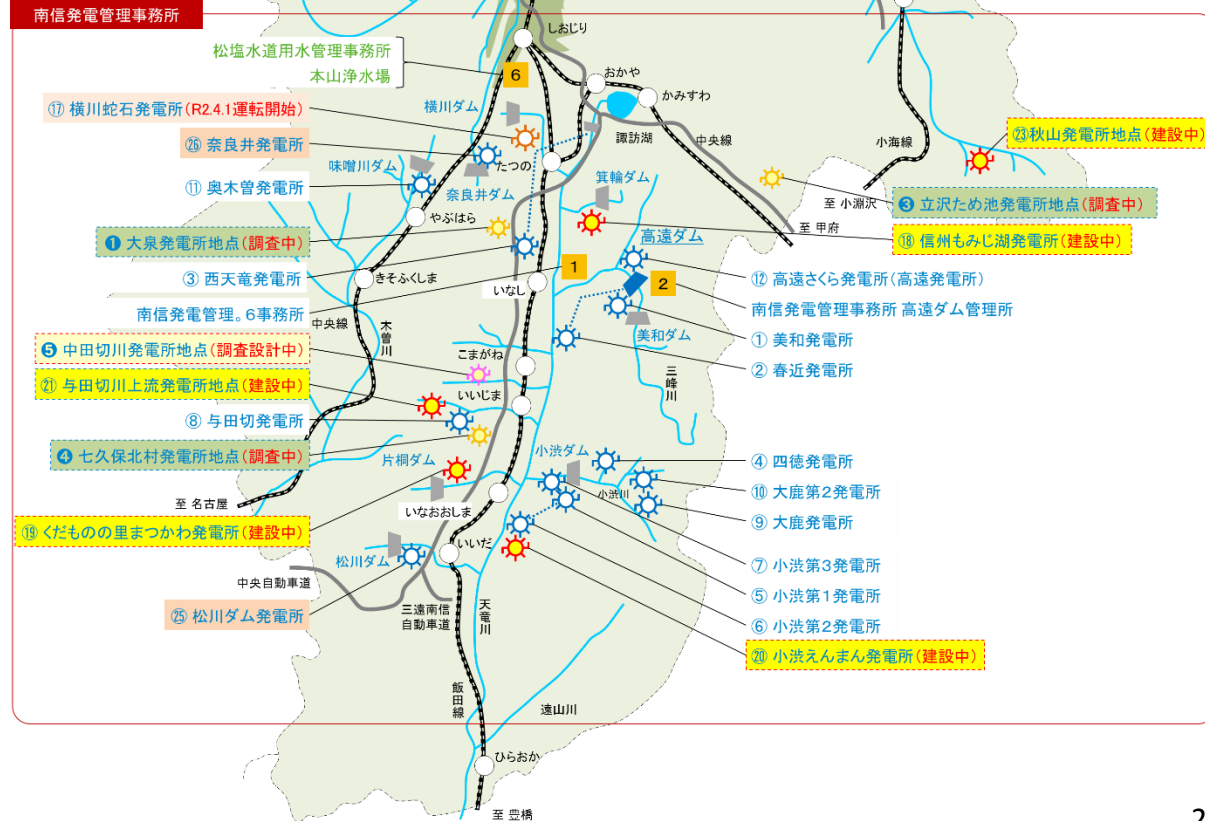 南信発電管理事務所
松塩水道用水管理事務所
本山浄水場
⑰ 横川蛇石発電所(R2.4.1運転開始)
㉖ 奈良井発電所
⑪ 奥木曽発電所
❶ 大泉発電所地点(調査中)
③ 西天竜発電所
南信発電管理。6事務所
❺ 中田切川発電所地点(調査設計中)
㉑ 与田切川上流発電所地点(建設中)
⑧ 与田切発電所
❹ 七久保北村発電所地点(調査中)
⑲ くだものの里まつかわ発電所(建設中)
㉕ 松川ダム発電所
しおじり
6
おかや
かみすわ
横川ダム
諏訪湖
中央線
小海線
味噌川ダム
たつの
奈良井ダム
箕輪ダム
やぶはら
高遠ダム
至 小淵沢
至 甲府
きそふくしま
1
いなし
2
中央線
木曽川
美和ダム
こまがね
三峰川
いいじま
片桐ダム
小渋ダム
小渋川
至 名古屋
いなおおしま
松川ダム
いいだ
中央自動車道
三遠南信
自動車道
天竜川
飯田線
遠山川
ひらおか
至 豊橋
㉓秋山発電所地点(建設中)
❸ 立沢ため池発電所地点(調査中)
⑱ 信州もみじ湖発電所(建設中)
⑫ 高遠さくら発電所(高遠発電所)
南信発電管理事務所 高遠ダム管理所
① 美和発電所
② 春近発電所
④ 四徳発電所
⑩ 大鹿第2発電所
⑨ 大鹿発電所
⑦ 小渋第3発電所
⑤ 小渋第1発電所
⑥ 小渋第2発電所
⑳ 小渋えんまん発電所(建設中)
2